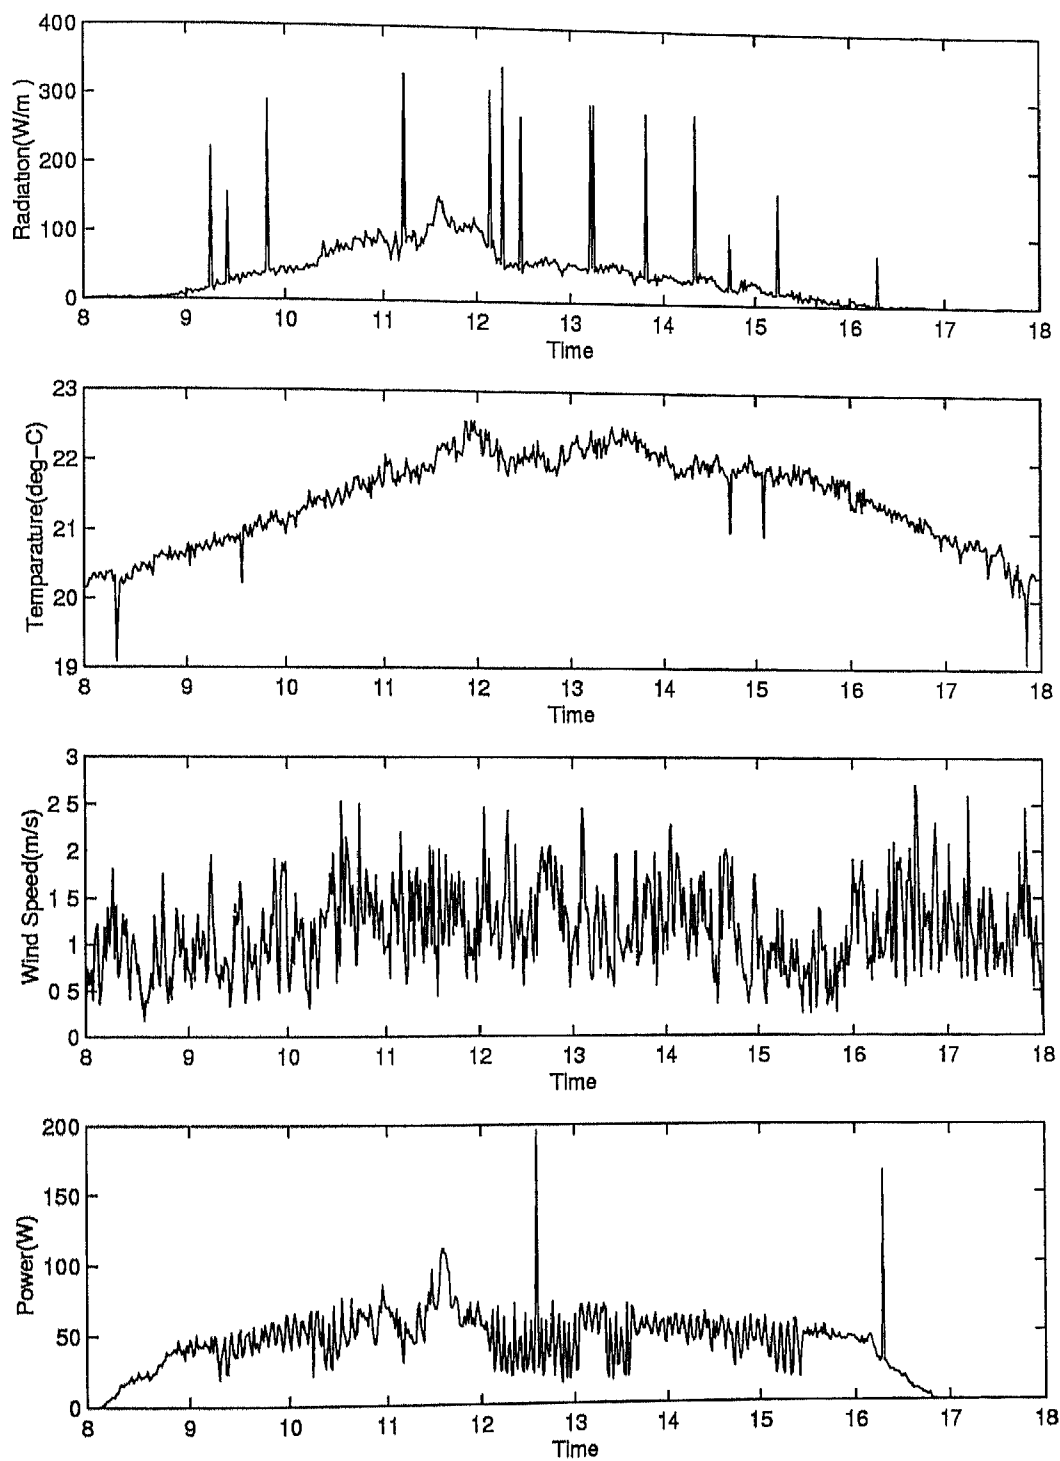 400
300
200
100
0
Radiation(W/m )
8 9 10 11 12 13 14 15 16 17 18
Time
23
22
21
20
19
Temparature(deg-C)
8 9 10 11 12 13 14 15 16 17 18
Time
3
2 5
2
1 5
1
0 5
0
Wind Speed(m/s)
8 9 10 11 12 13 14 15 16 17 18
Time
200
150
100
50
0
Power(W)
8 9 10 11 12 13 14 15 16 17 18
Time